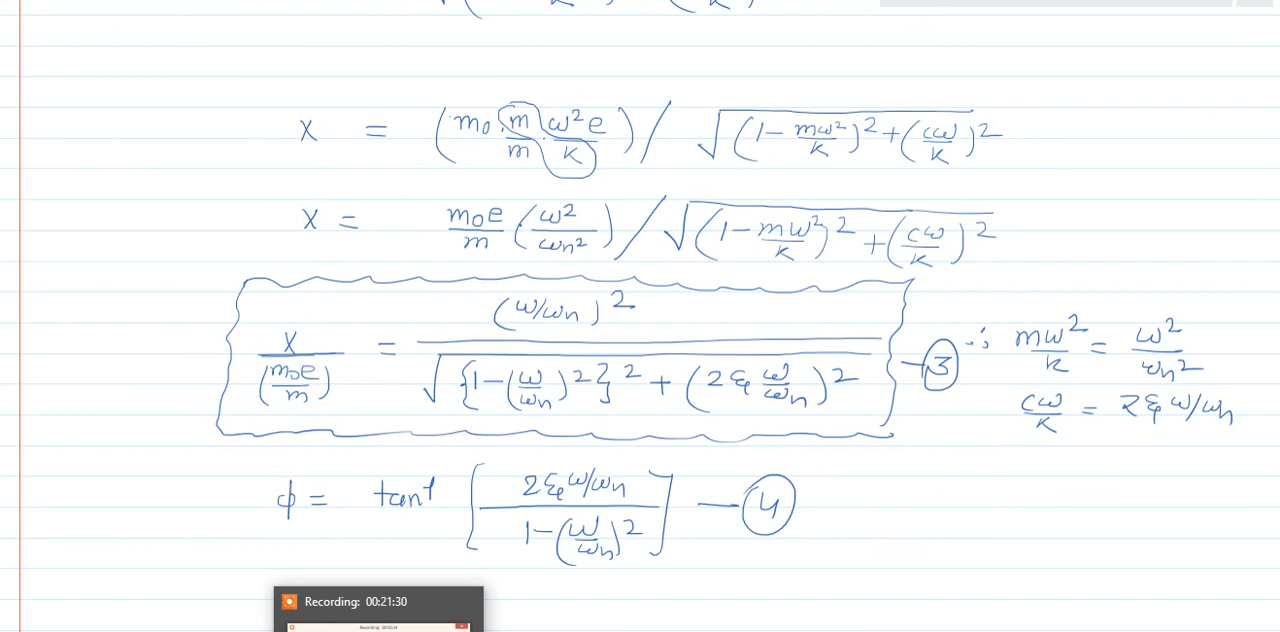 X = (m₀ · m/m · ω²e/k) / √((1 - mω²/k)² + (cω/k)²)
X = m₀e/m (ω²/ωn²) / √((1 - mω²/k)² + (cω/k)²)
X/(m₀e/m) = (ω/ωn)² / √({1 - (ω/ωn)²}² + (2ξ ω/ωn)²) — ③
∵ mω²/k = ω²/ωn²
cω/k = 2ξ ω/ωn
ϕ = tan⁻¹ [2ξ ω/ωn / 1 - (ω/ωn)²] — ④
Recording: 00:21:30